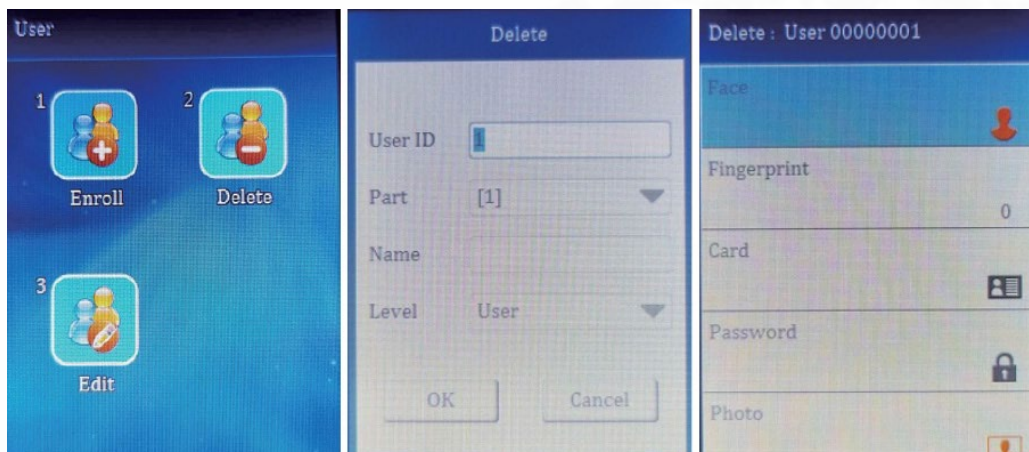 User
1
2
Enroll
Delete
3
Edit
Delete
User ID 1
Part [1]
Name
Level User
OK Cancel
Delete : User 00000001
Face
Fingerprint
0
Card
Password
Photo